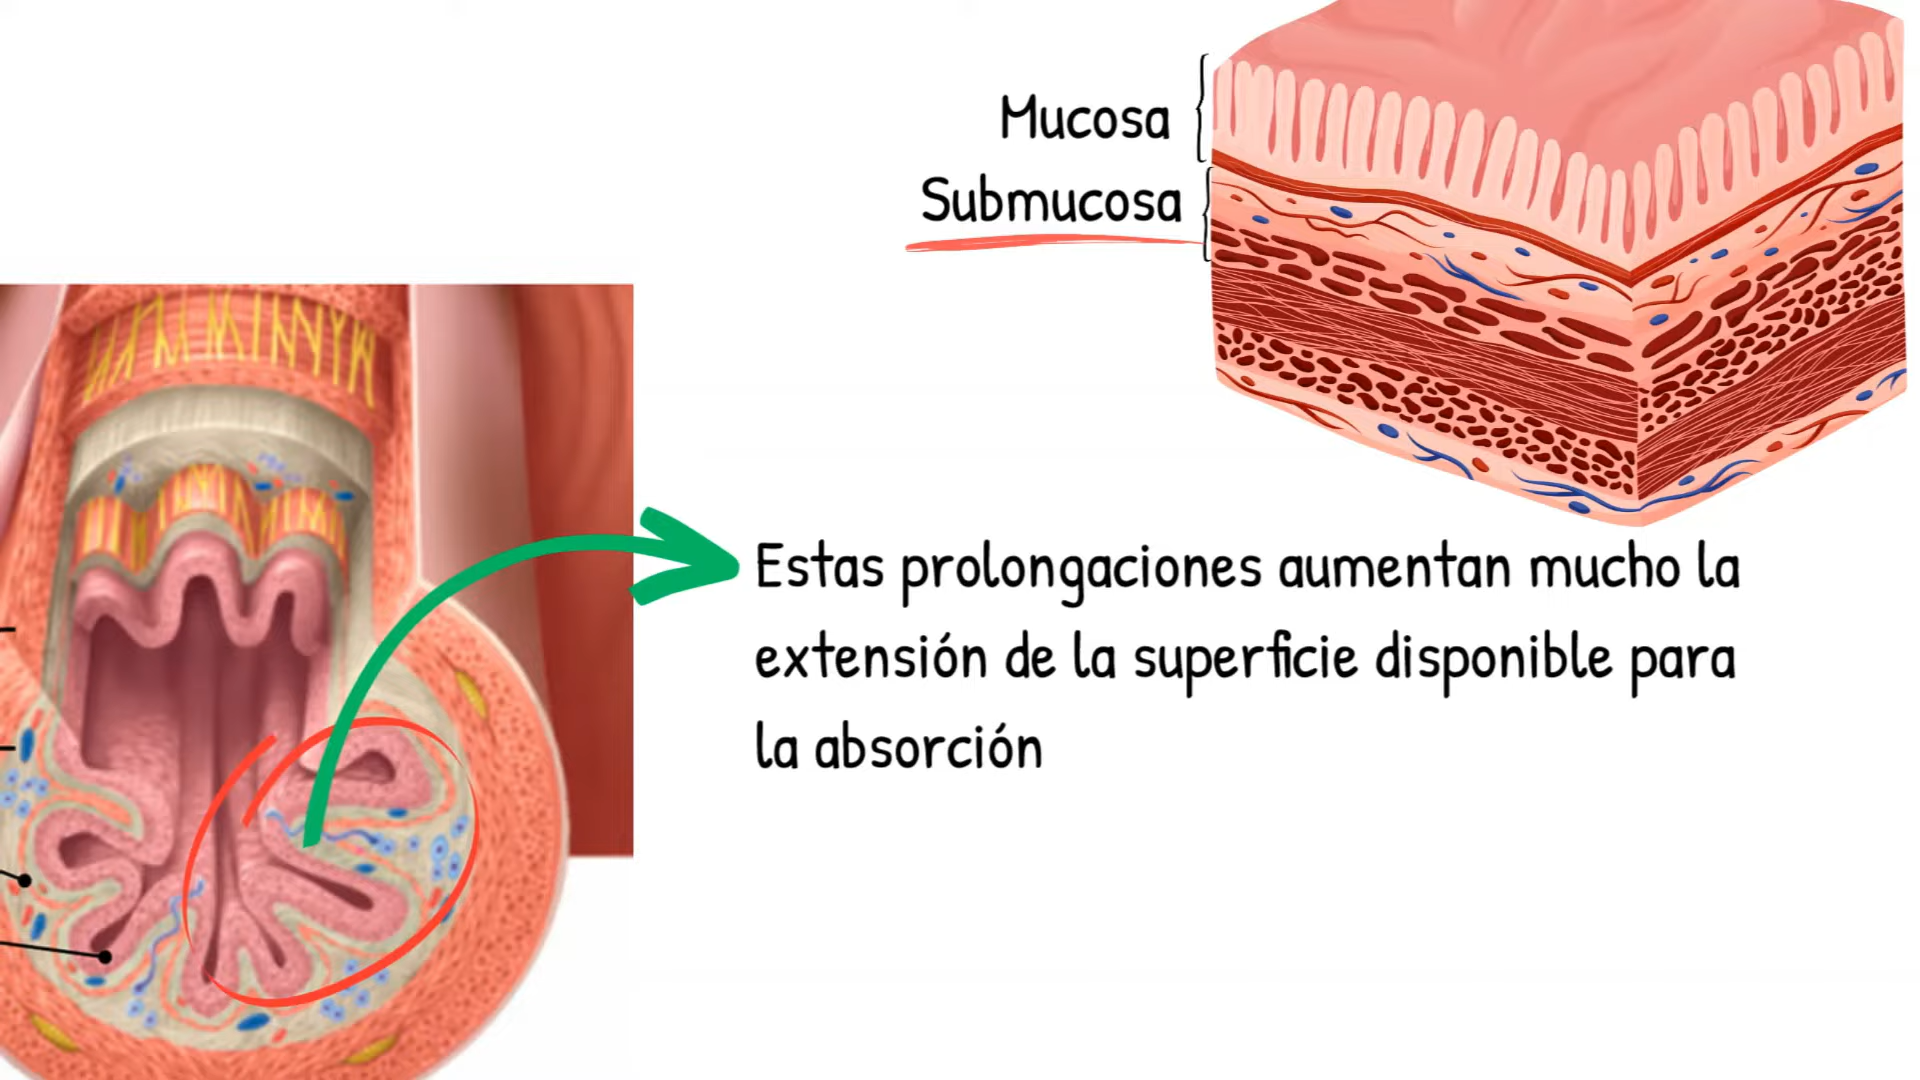 Mucosa
Submucosa
Estas prolongaciones aumentan mucho la
extensión de la superficie disponible para
la absorción